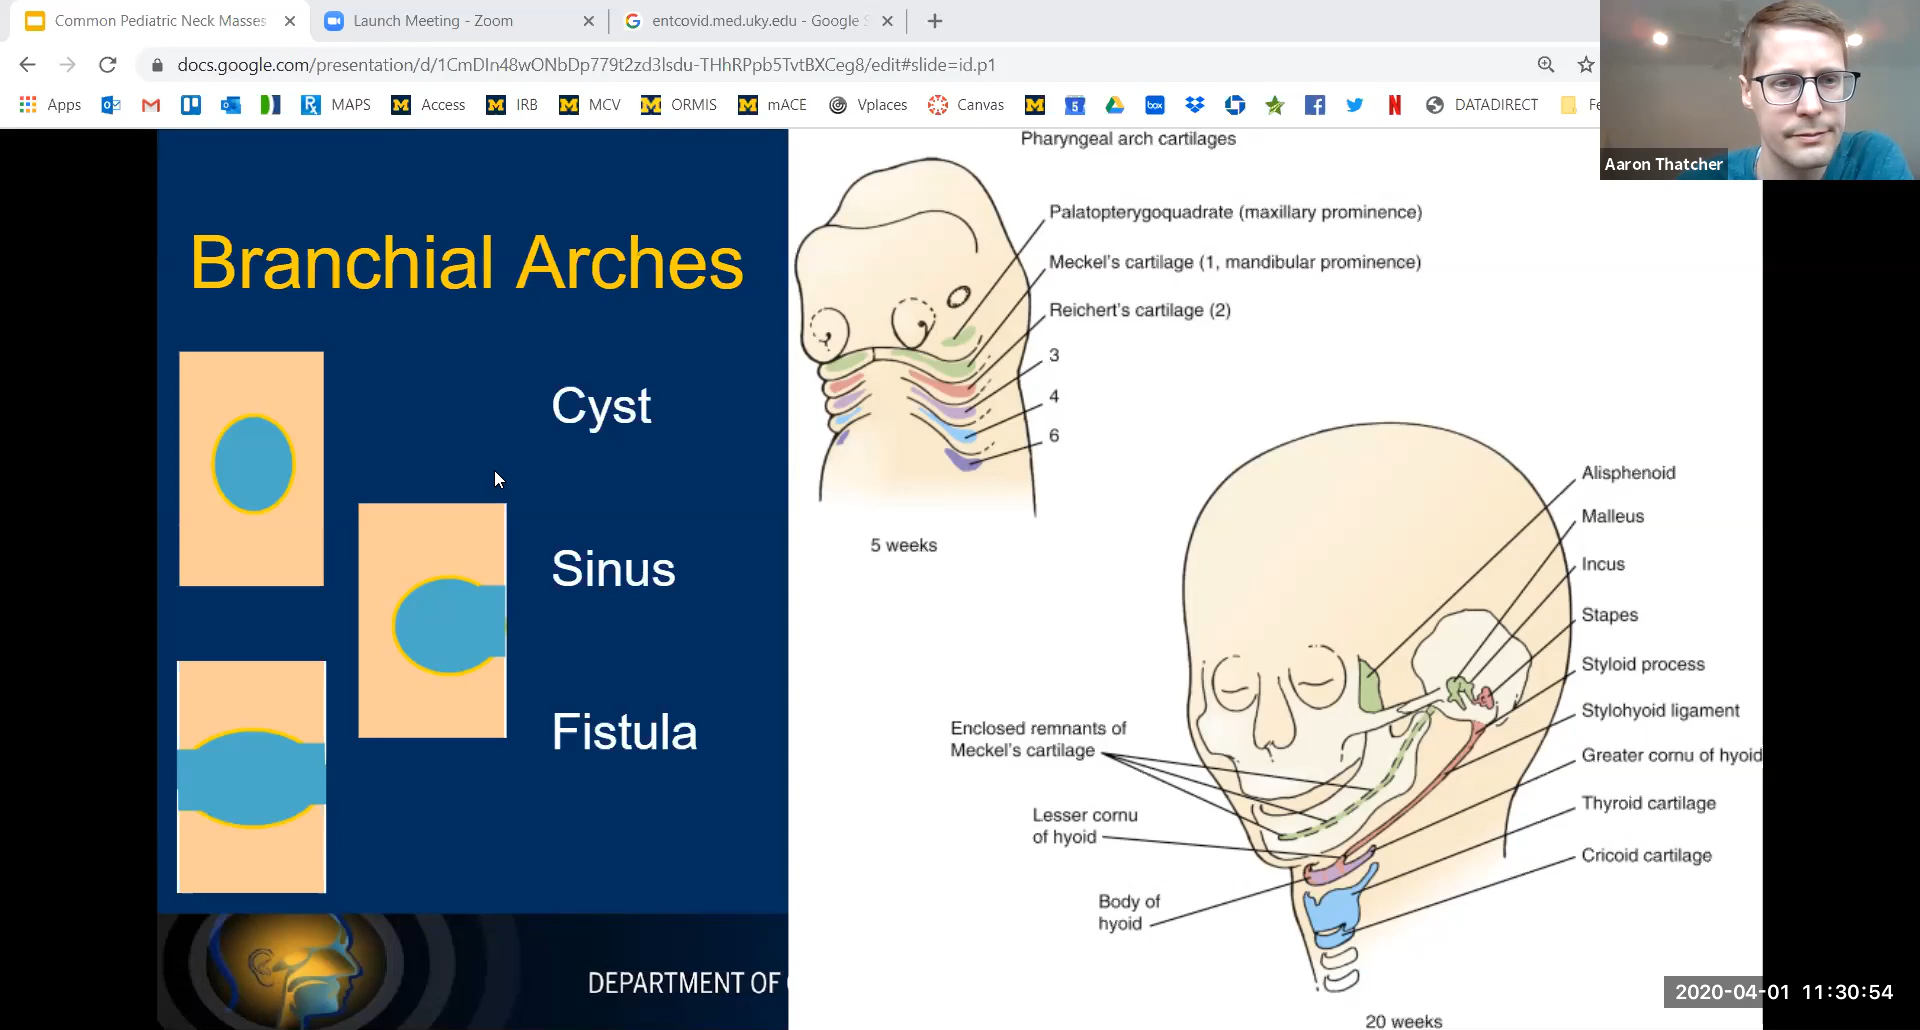 Common Pediatric Neck Masses
Launch Meeting - Zoom
entcovid.med.uky.edu - Google
docs.google.com/presentation/d/1CmDIn48wONbDp779t2zd3lsdu-THhRPpb5TvtBXCeg8/edit#slide=id.p1
Apps
MAPS
Access
IRB
MCV
ORMIS
mACE
Vplaces
Canvas
5
box
DATADIRECT
Aaron Thatcher
Branchial Arches
Cyst
Sinus
Fistula
DEPARTMENT OF
Pharyngeal arch cartilages
Palatopterygoquadrate (maxillary prominence)
Meckel's cartilage (1, mandibular prominence)
Reichert's cartilage (2)
3
4
6
5 weeks
Alisphenoid
Malleus
Incus
Stapes
Styloid process
Stylohyoid ligament
Greater cornu of hyoid
Thyroid cartilage
Cricoid cartilage
Enclosed remnants of
Meckel's cartilage
Lesser cornu
of hyoid
Body of
hyoid
20 weeks
2020-04-01 11:30:54